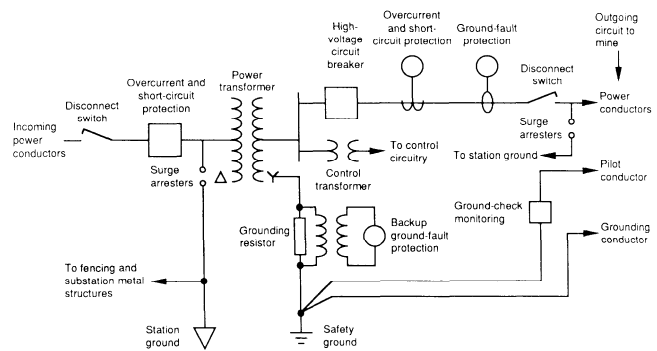 Incoming
power
conductors
Disconnect
switch
Overcurrent and
short-circuit
protection
Surge
arresters
Power
transformer
High-
voltage
circuit
breaker
Overcurrent
and short-
circuit protection
Ground-fault
protection
Disconnect
switch
Outgoing
circuit to
mine
Power
conductors
Surge
arresters
To station ground
To control
circuitry
Control
transformer
Pilot
conductor
Ground-check
monitoring
Grounding
conductor
Grounding
resistor
Backup
ground-fault
protection
To fencing and
substation metal
structures
Station
ground
Safety
ground